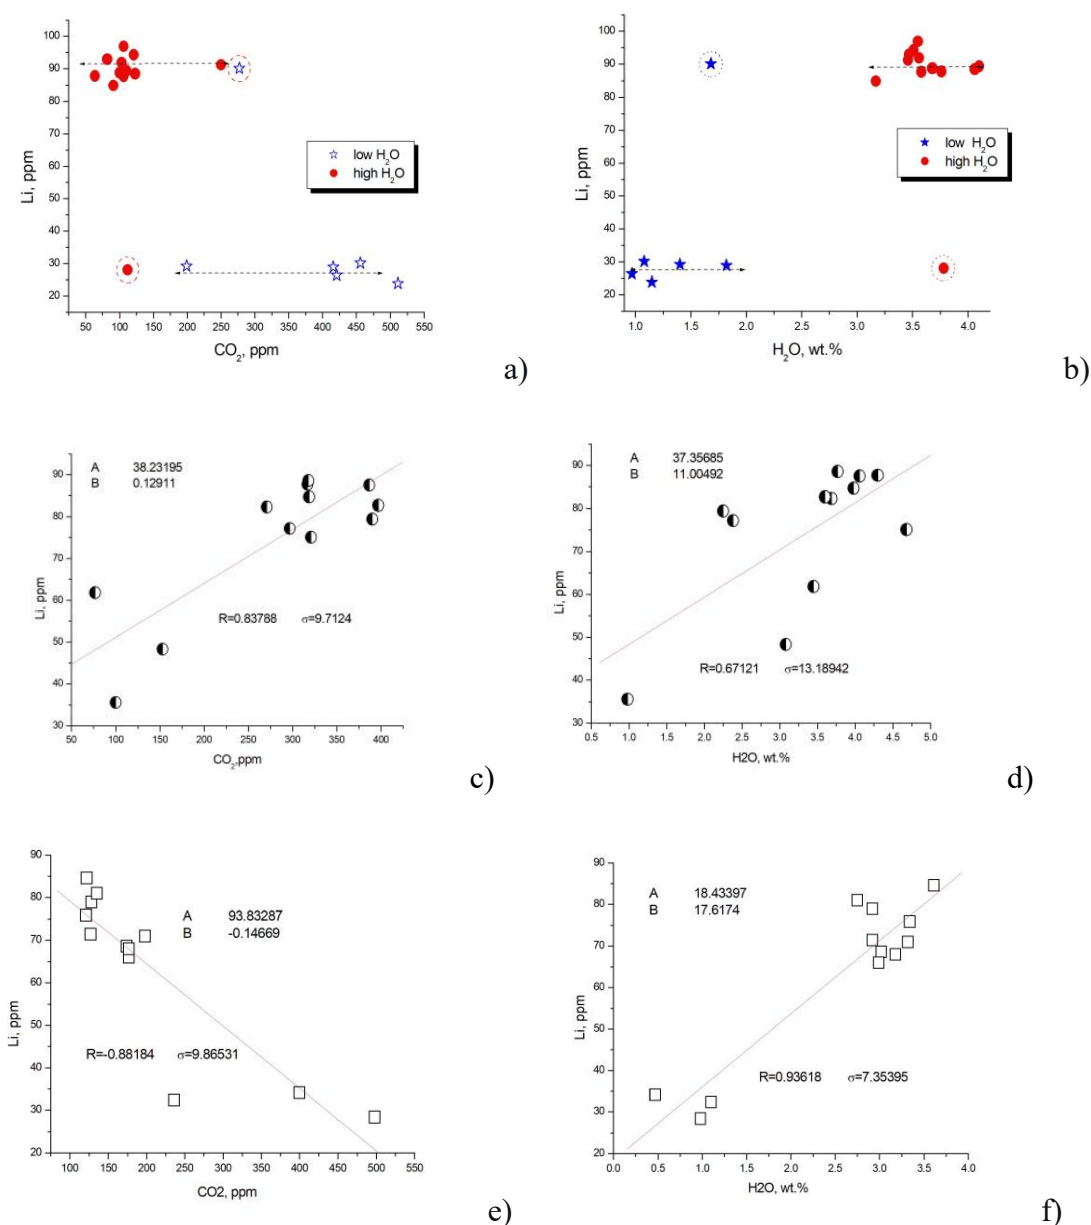 100
90
80
70
60
50
40
30
20
Li, ppm
low H2O
high H2O
50 100 150 200 250 300 350 400 450 500 550
CO2, ppm
a)
100
90
80
70
60
50
40
30
20
Li, ppm
low H2O
high H2O
1.0 1.5 2.0 2.5 3.0 3.5 4.0
H2O, wt.%
b)
A 38.23195
B 0.12911
90
80
70
60
50
40
30
Li, ppm
R=0.83788 σ=9.7124
50 100 150 200 250 300 350 400
CO2,ppm
c)
A 37.35685
B 11.00492
90
80
70
60
50
40
30
Li, ppm
R=0.67121 σ=13.18942
0.5 1.0 1.5 2.0 2.5 3.0 3.5 4.0 4.5 5.0
H2O, wt.%
d)
90
80
70
60
50
40
30
20
Li, ppm
A 93.83287
B -0.14669
R=-0.88184 σ=9.86531
100 150 200 250 300 350 400 450 500 550
CO2, ppm
e)
90
80
70
60
50
40
30
20
Li, ppm
A 18.43397
B 17.6174
R=0.93618 σ=7.35395
0.0 0.5 1.0 1.5 2.0 2.5 3.0 3.5 4.0
H2O, wt.%
f)